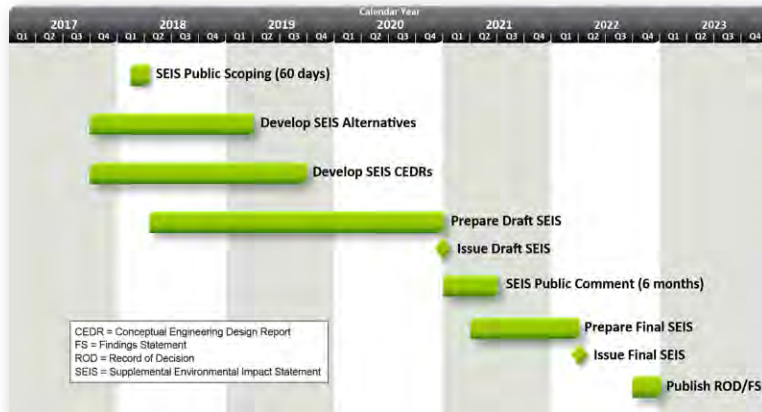 Calendar Year
2017 2018 2019 2020 2021 2022 2023
Q1 Q2 Q3 Q4 Q1 Q2 Q3 Q4 Q1 Q2 Q3 Q4 Q1 Q2 Q3 Q4 Q1 Q2 Q3 Q4 Q1 Q2 Q3 Q4 Q1 Q2 Q3 Q4
SEIS Public Scoping (60 days)
Develop SEIS Alternatives
Develop SEIS CEDRs
Prepare Draft SEIS
Issue Draft SEIS
SEIS Public Comment (6 months)
Prepare Final SEIS
Issue Final SEIS
Publish ROD/FS
CEDR = Conceptual Engineering Design Report
FS = Findings Statement
ROD = Record of Decision
SEIS = Supplemental Environmental Impact Statement